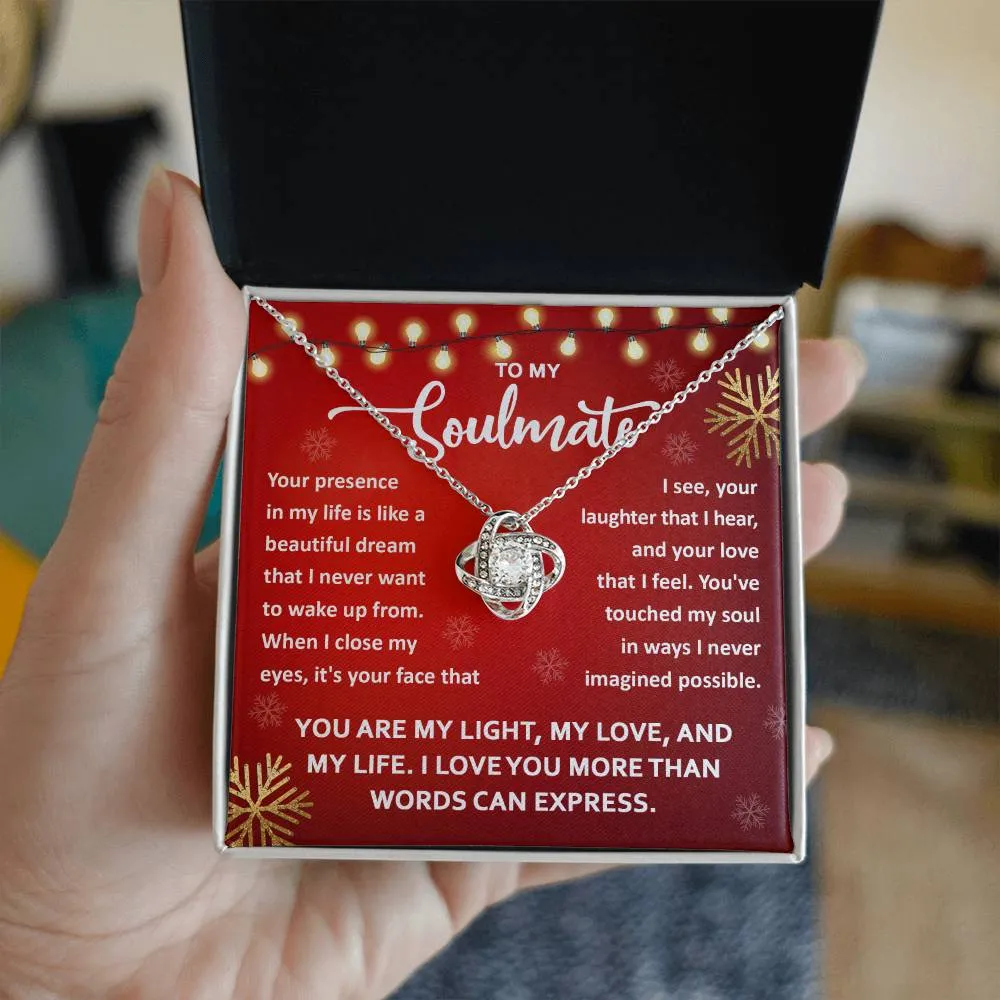 TO MY
Soulmate
Your presence
in my life is like a
beautiful dream
that I never want
to wake up from.
When I close my
eyes, it's your face that
I see, your
laughter that I hear,
and your love
that I feel. You've
touched my soul
in ways I never
imagined possible.
YOU ARE MY LIGHT, MY LOVE, AND
MY LIFE. I LOVE YOU MORE THAN
WORDS CAN EXPRESS.